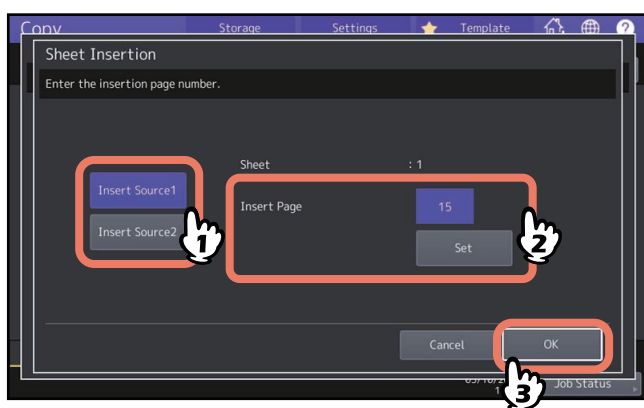 Copy Storage Settings Template ?
Sheet Insertion
Enter the insertion page number.
Sheet : 1
Insert Source1
Insert Page 15
Insert Source2
1
Set
2
Cancel OK
3
Job Status